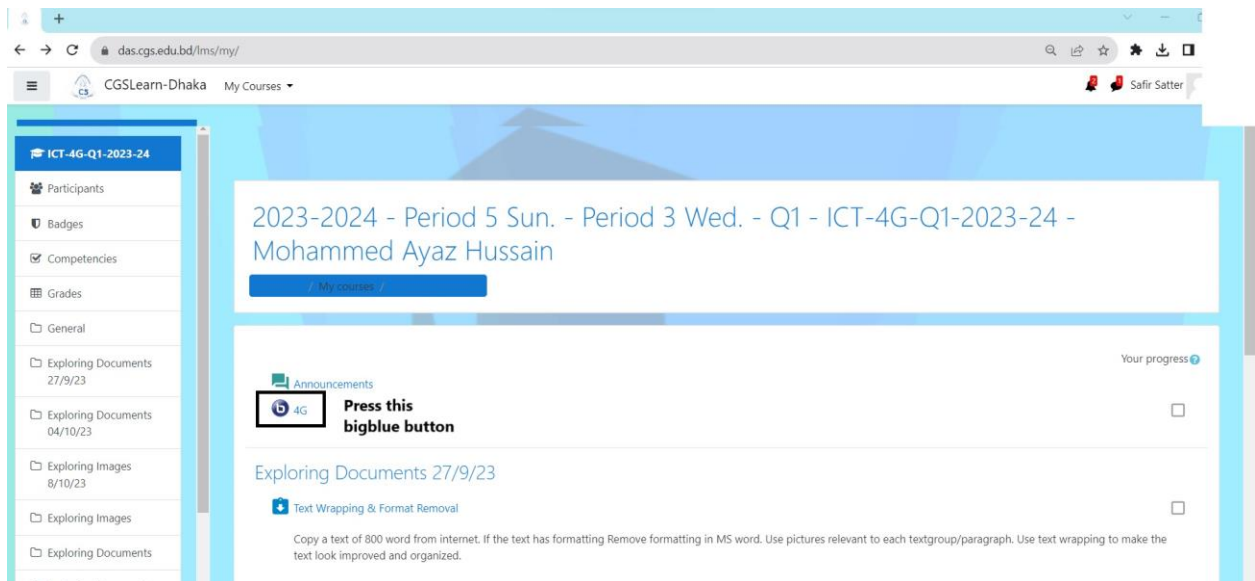 das.cgs.edu.bd/lms/my/
CGSLearn-Dhaka My Courses
Safir Satter
ICT-4G-Q1-2023-24
Participants
Badges
Competencies
Grades
General
Exploring Documents
27/9/23
Exploring Documents
04/10/23
Exploring Images
8/10/23
Exploring Images
Exploring Documents
2023-2024 - Period 5 Sun. - Period 3 Wed. - Q1 - ICT-4G-Q1-2023-24 -
Mohammed Ayaz Hussain
/ My courses /
Your progress
Announcements
4G
Press this
bigblue button
Exploring Documents 27/9/23
Text Wrapping & Format Removal
Copy a text of 800 word from internet. If the text has formatting Remove formatting in MS word. Use pictures relevant to each textgroup/paragraph. Use text wrapping to make the
text look improved and organized.